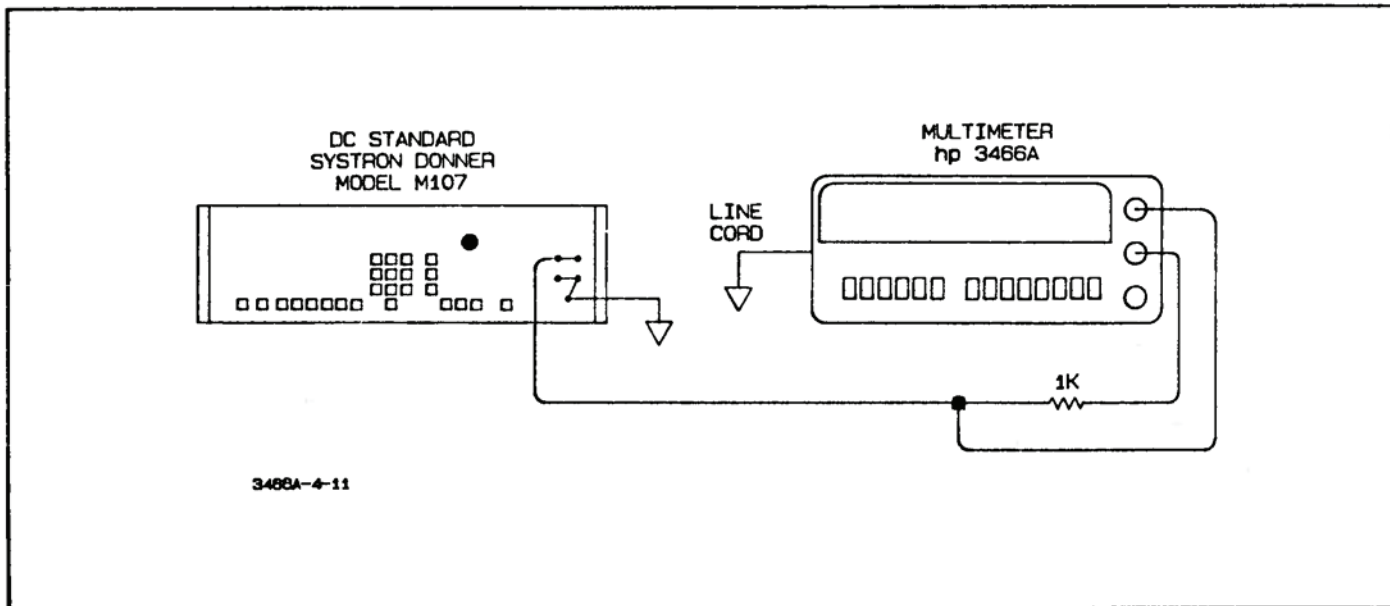 DC STANDARD
SYSTRON DONNER
MODEL M107
MULTIMETER
hp 3466A
LINE
CORD
1K
3466A-4-11